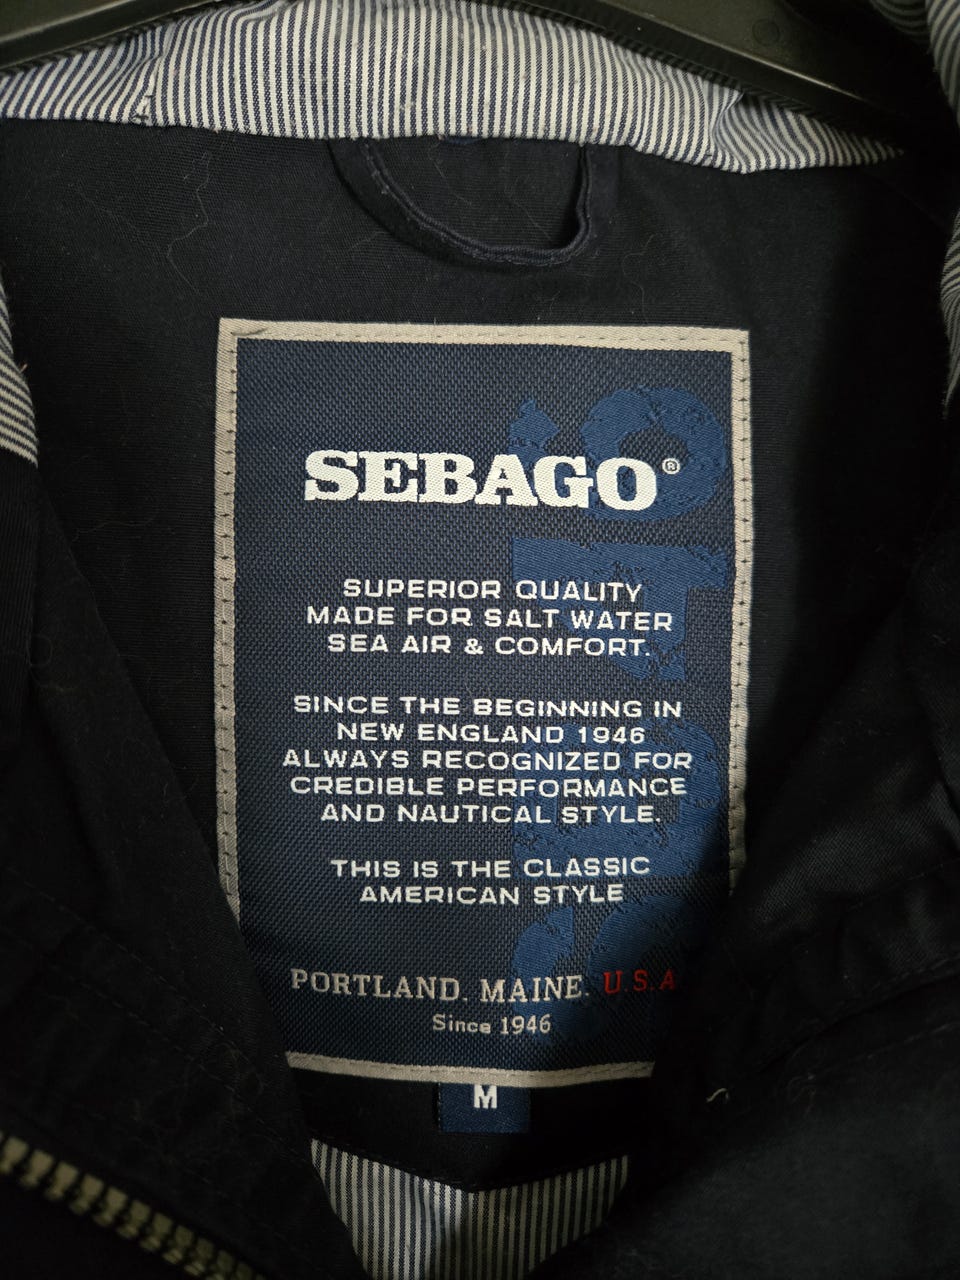 SEBAGO®
SUPERIOR QUALITY
MADE FOR SALT WATER
SEA AIR & COMFORT.
SINCE THE BEGINNING IN
NEW ENGLAND 1946
ALWAYS RECOGNIZED FOR
CREDIBLE PERFORMANCE
AND NAUTICAL STYLE.
THIS IS THE CLASSIC
AMERICAN STYLE
PORTLAND. MAINE. U.S.A
Since 1946
M